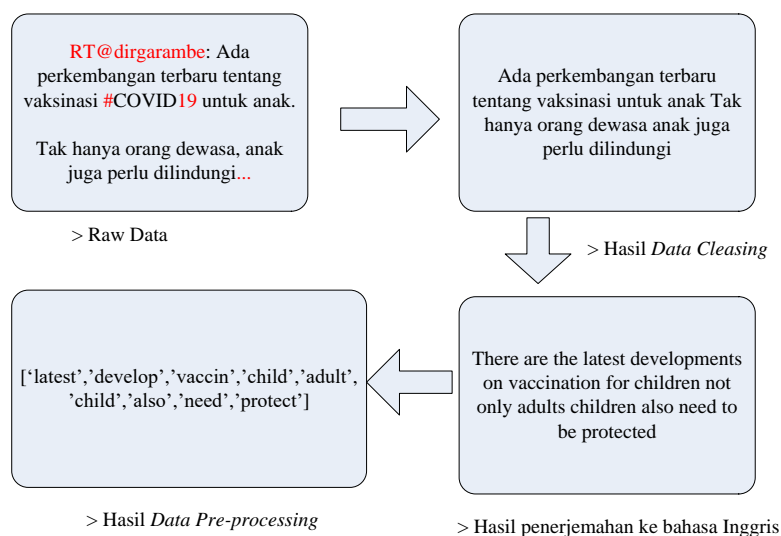 RT@dirgarambe: Ada
perkembangan terbaru tentang
vaksinasi #COVID19 untuk anak.
Tak hanya orang dewasa, anak
juga perlu dilindungi...
> Raw Data
Ada perkembangan terbaru
tentang vaksinasi untuk anak Tak
hanya orang dewasa anak juga
perlu dilindungi
> Hasil Data Cleasing
There are the latest developments
on vaccination for children not
only adults children also need to
be protected
> Hasil penerjemahan ke bahasa Inggris
[‘latest’,’develop’,’vaccin’,’child’,’adult’,
’child’,’also’,’need’,’protect’]
> Hasil Data Pre-processing